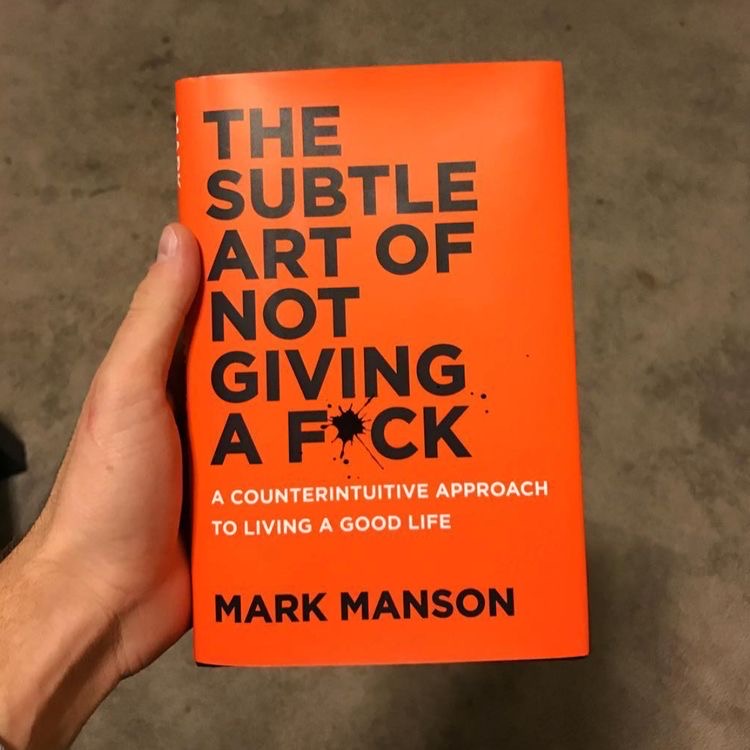 THE
SUBTLE
ART OF
NOT
GIVING
A F*CK
A COUNTERINTUITIVE APPROACH
TO LIVING A GOOD LIFE
MARK MANSON